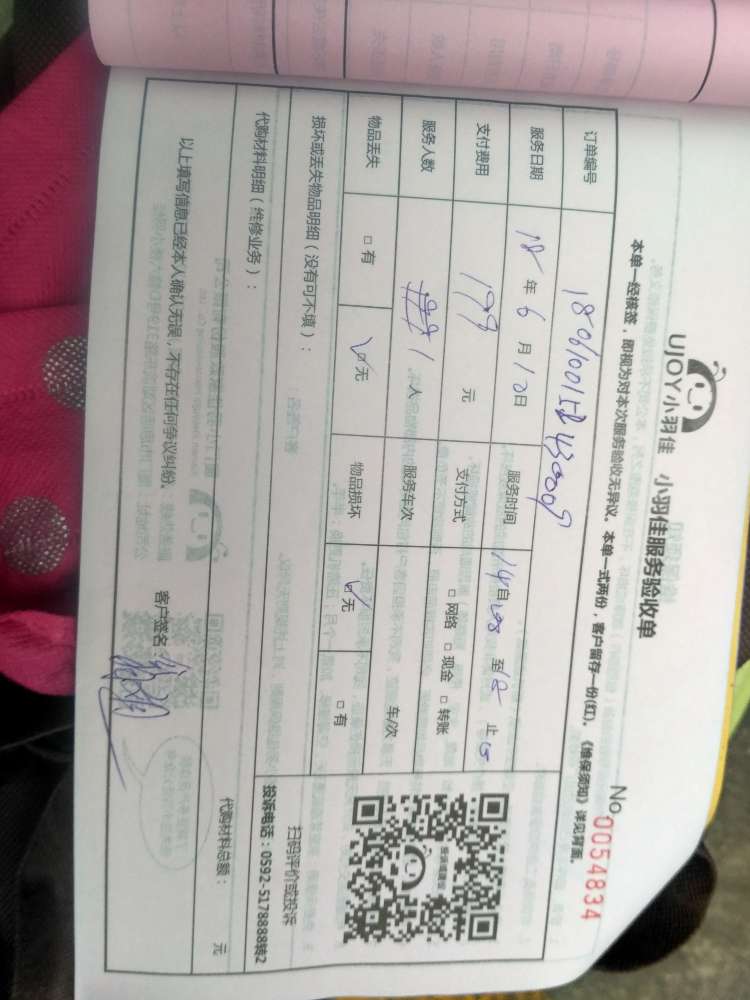 UJOY小羽佳 小羽佳服务验收单
No. 0054834
本单一经核签，即视为对本次服务验收无异议。本单一式两份，客户留存一份(红)。《维保须知》详见背面。
订单编号
服务日期 18 年 6 月 10 日 服务时间 自 至 止
支付费用 199 元 支付方式 □ 网络 □ 现金 □ 转账
服务人数 1 人 服务车次 车/次
物品丢失 □ 有 ☑ 无 物品损坏 ☑ 无 □ 有
损坏或丢失物品明细（没有可不填）：
扫码评价或投诉
投诉电话：0592-5178888转2
代购材料明细（维修业务）：
代购材料总额： 元
以上填写信息已经本人确认无误，不存在任何争议纠纷。 客户签名：